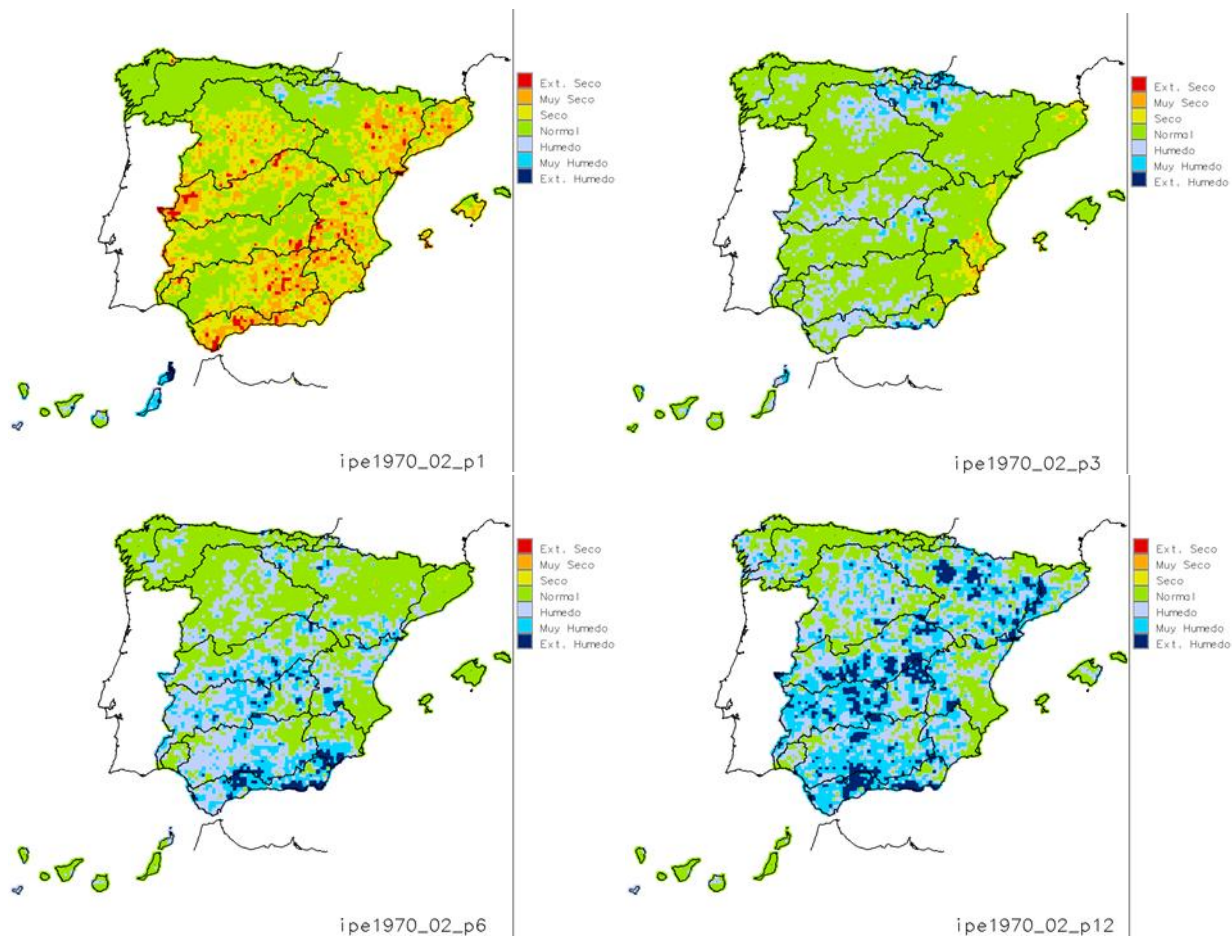 Ext. Seco
Muy Seco
Seco
Normal
Humedo
Muy Humedo
Ext. Humedo
ipe1970_02_p1
Ext. Seco
Muy Seco
Seco
Normal
Humedo
Muy Humedo
Ext. Humedo
ipe1970_02_p3
Ext. Seco
Muy Seco
Seco
Normal
Humedo
Muy Humedo
Ext. Humedo
ipe1970_02_p6
Ext. Seco
Muy Seco
Seco
Normal
Humedo
Muy Humedo
Ext. Humedo
ipe1970_02_p12